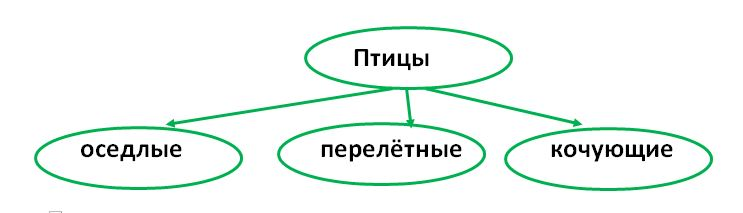 Птицы
оседлые
перелётные
кочующие